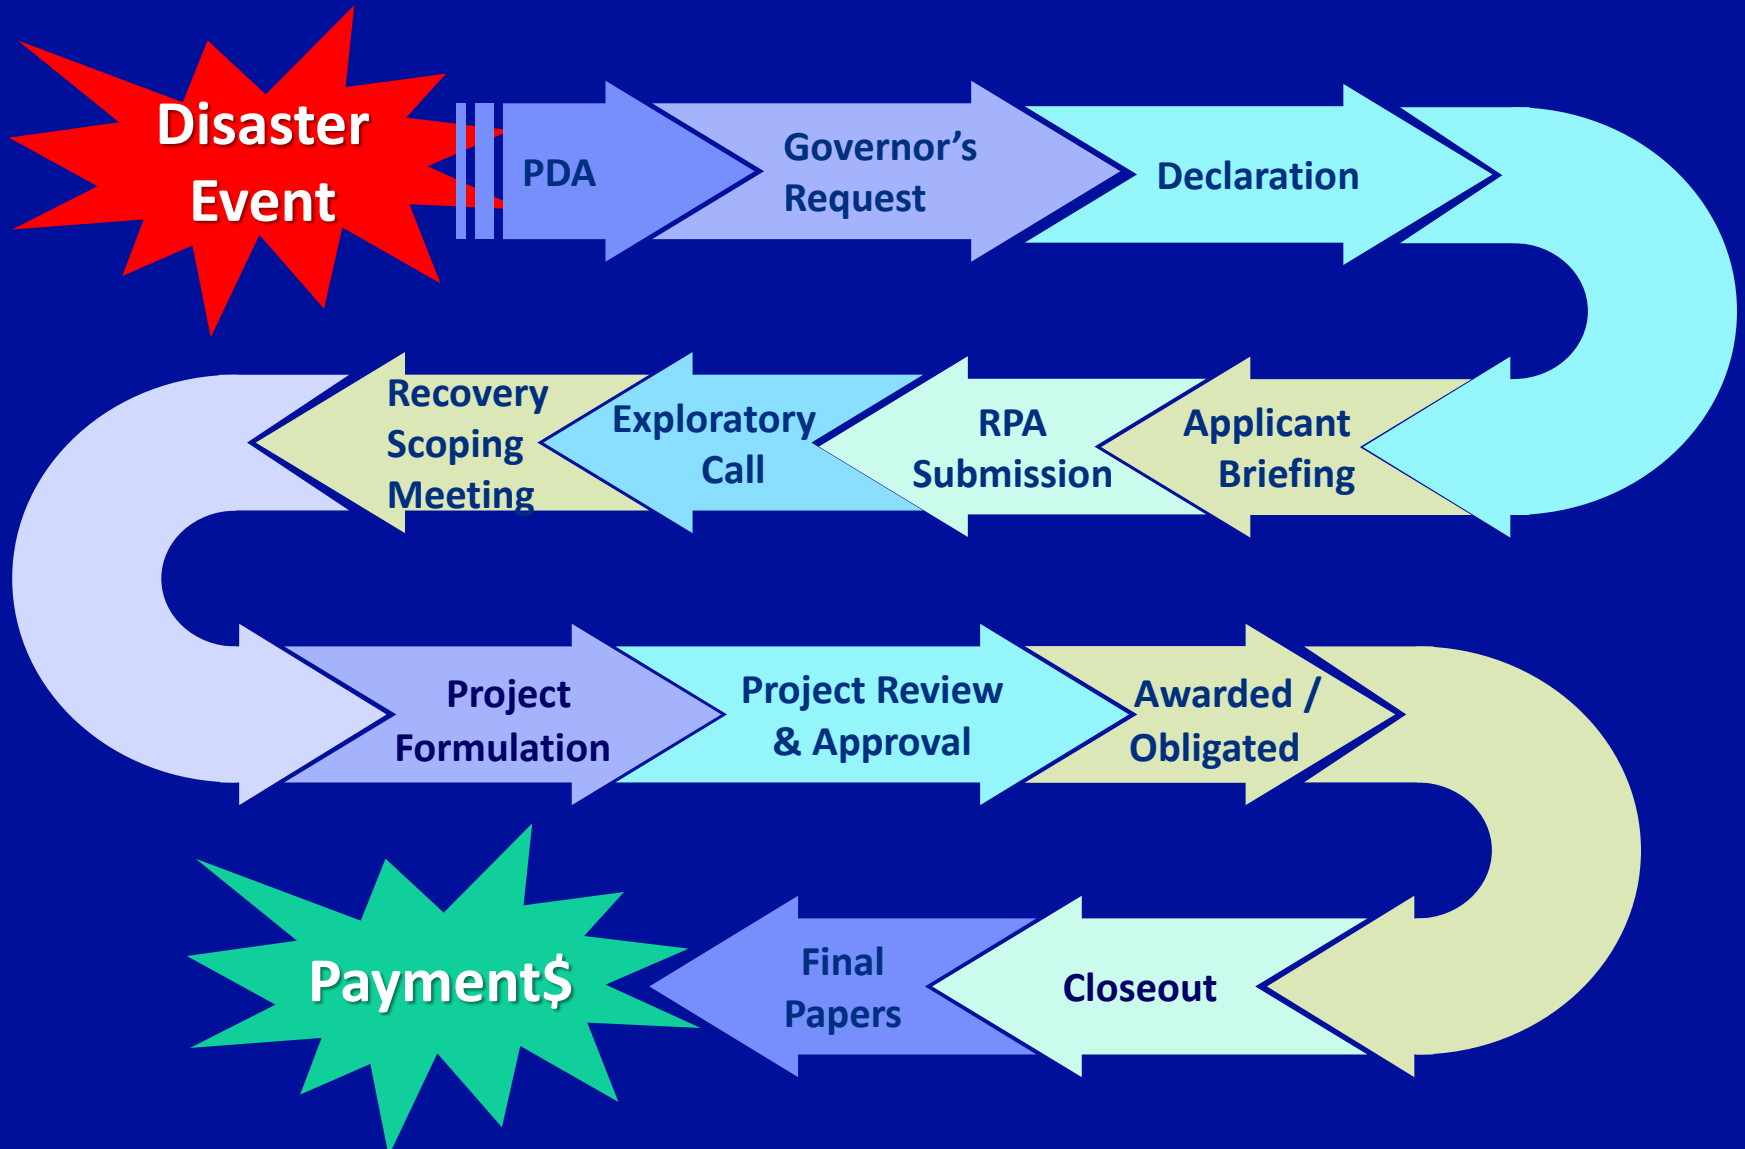 Disaster
Event
PDA
Governor’s
Request
Declaration
Applicant
Briefing
RPA
Submission
Exploratory
Call
Recovery
Scoping
Meeting
Project
Formulation
Project Review
& Approval
Awarded /
Obligated
Closeout
Final
Papers
Payment$